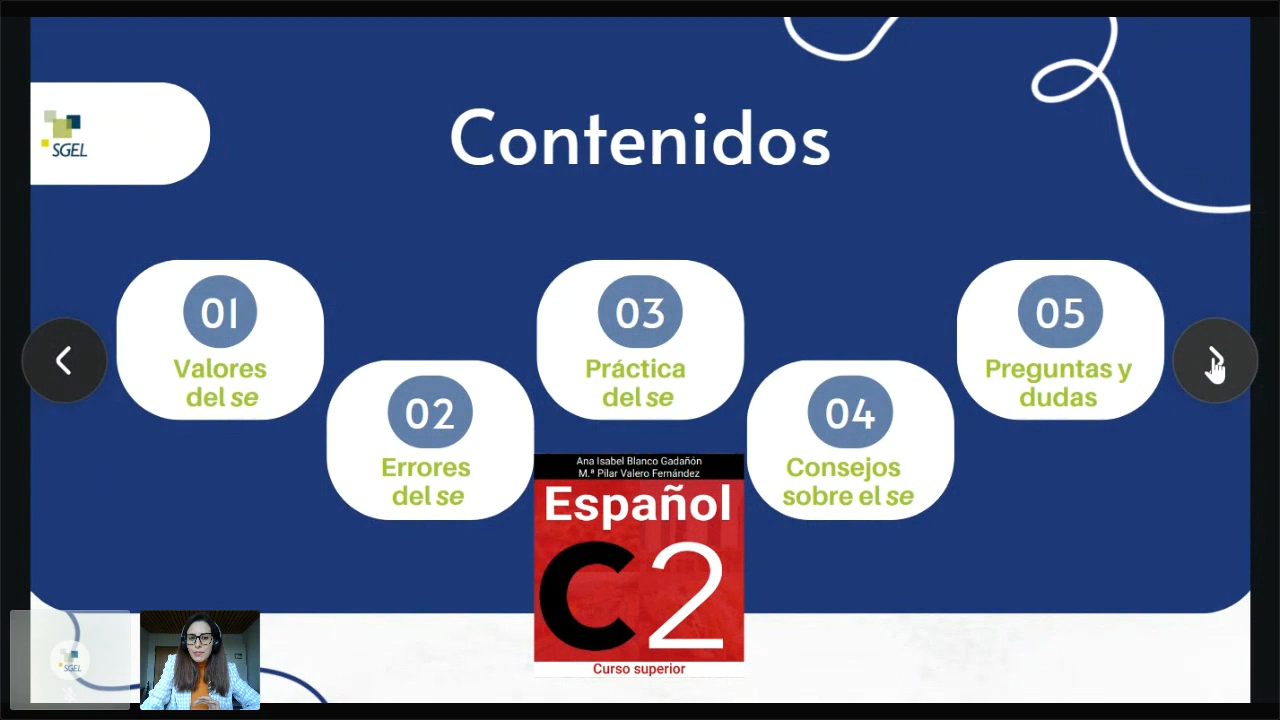 SGEL
Contenidos
01
Valores
del se
02
Errores
del se
03
Práctica
del se
04
Consejos
sobre el se
05
Preguntas y
dudas
Ana Isabel Blanco Gadañón
M.ª Pilar Valero Fernández
Español
C2
Curso superior
SGEL